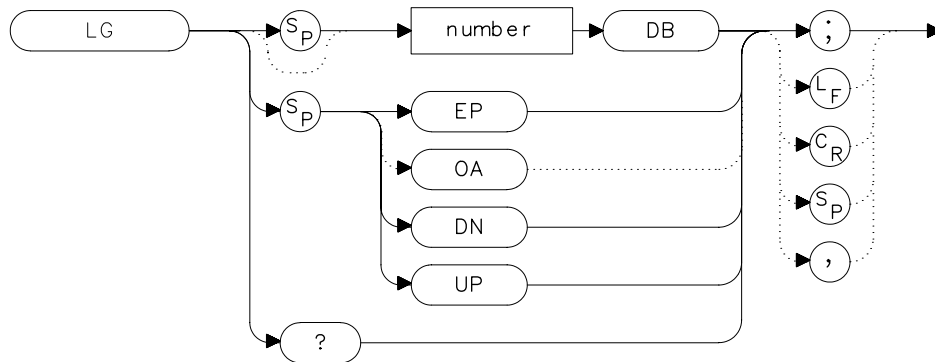 LG SP number DB ;
LF
SP EP
CR
OA
SP
DN
,
UP
?